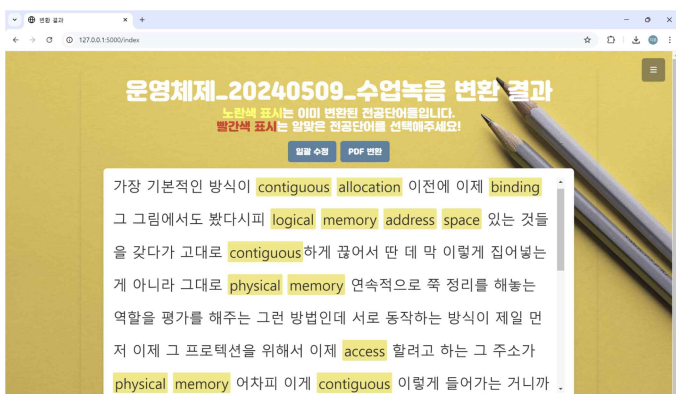 변환 결과
127.0.0.1:5000/index
운영체제_20240509_수업녹음 변환 결과
노란색 표시는 이미 변환된 전공단어들입니다.
빨간색 표시는 알맞은 전공단어를 선택해주세요!
일괄 수정 PDF 변환
가장 기본적인 방식이 contiguous allocation 이전에 이제 binding
그 그림에서도 봤다시피 logical memory address space 있는 것들
을 갖다가 고대로 contiguous하게 끊어서 딴 데 막 이렇게 집어넣는
게 아니라 그대로 physical memory 연속적으로 쭉 정리를 해놓는
역할을 평가를 해주는 그런 방법인데 서로 동작하는 방식이 제일 먼
저 이제 그 프로텍션을 위해서 이제 access 할려고 하는 그 주소가
physical memory 어차피 이게 contiguous 이렇게 들어가는 거니까